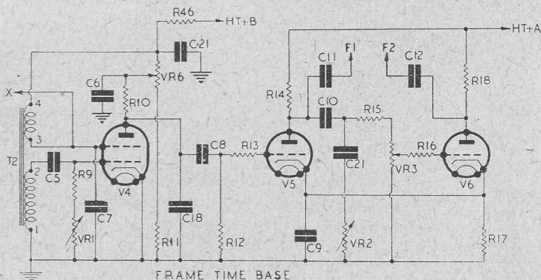 R46
HT+B
C21
HT+A
C6
VR6
R10
C11
F1
F2
C12
R14
R18
X
4
3
T2
2
1
C5
R9
V4
C8
R13
C10
R15
R16
V5
C21
VR3
V6
VR1
C7
C18
R11
R12
C9
VR2
R17
FRAME TIME BASE